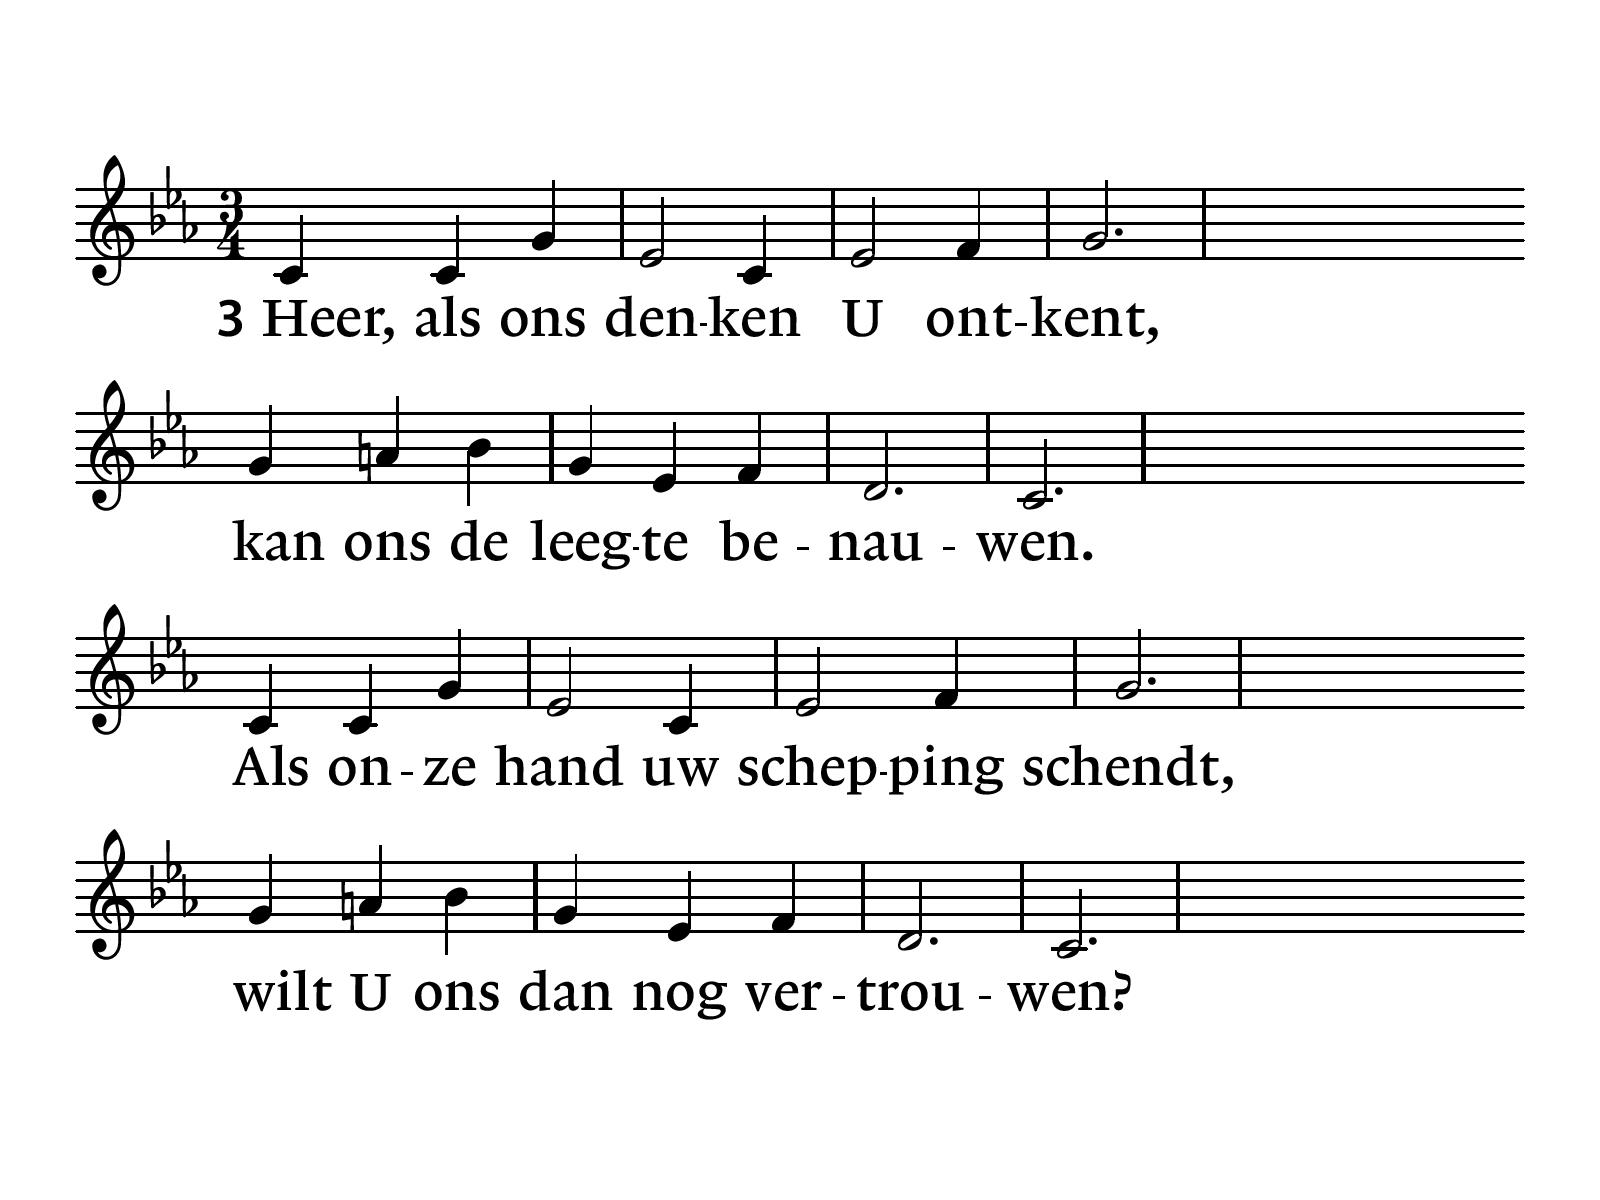 3 Heer, als ons den-ken U ont-kent,
kan ons de leeg-te be - nau - wen.
Als on - ze hand uw schep-ping schendt,
wilt U ons dan nog ver - trou - wen?